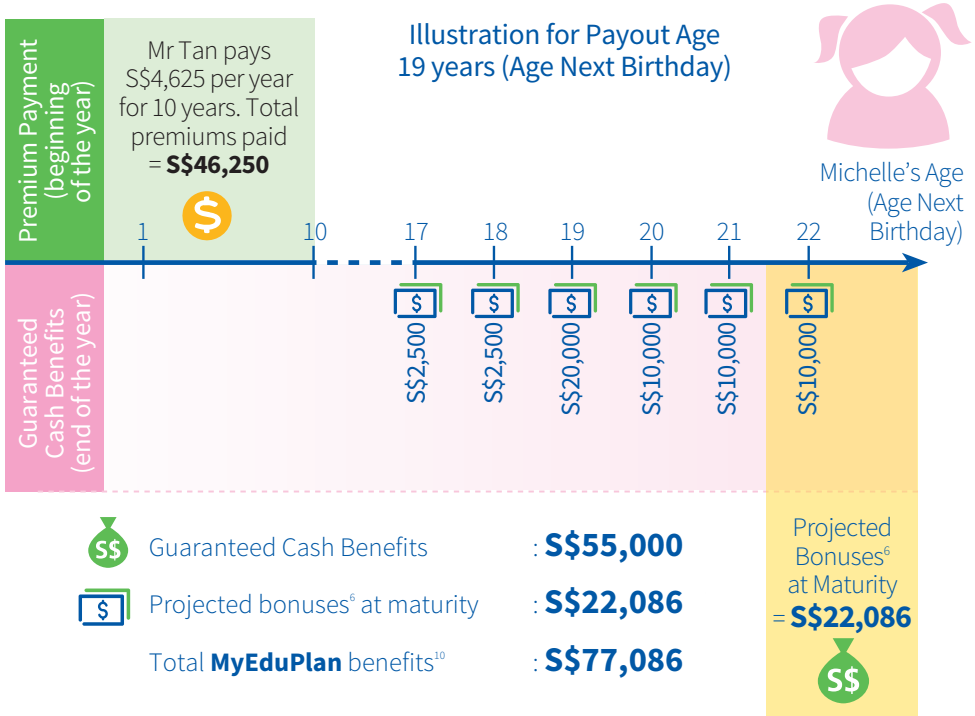 Premium Payment
(beginning
of the year)
Mr Tan pays
S$4,625 per year
for 10 years. Total
premiums paid
= S$46,250
$
Illustration for Payout Age
19 years (Age Next Birthday)
Michelle's Age
(Age Next
Birthday)
1 10 17 18 19 20 21 22
Guaranteed
Cash Benefits
(end of the year)
$ $ $ $ $ $
S$2,500
S$2,500
S$20,000
S$10,000
S$10,000
S$10,000
S$ Guaranteed Cash Benefits : S$55,000
$ Projected bonuses⁶ at maturity : S$22,086
Total MyEduPlan benefits¹⁰ : S$77,086
Projected
Bonuses⁶
at Maturity
= S$22,086
S$